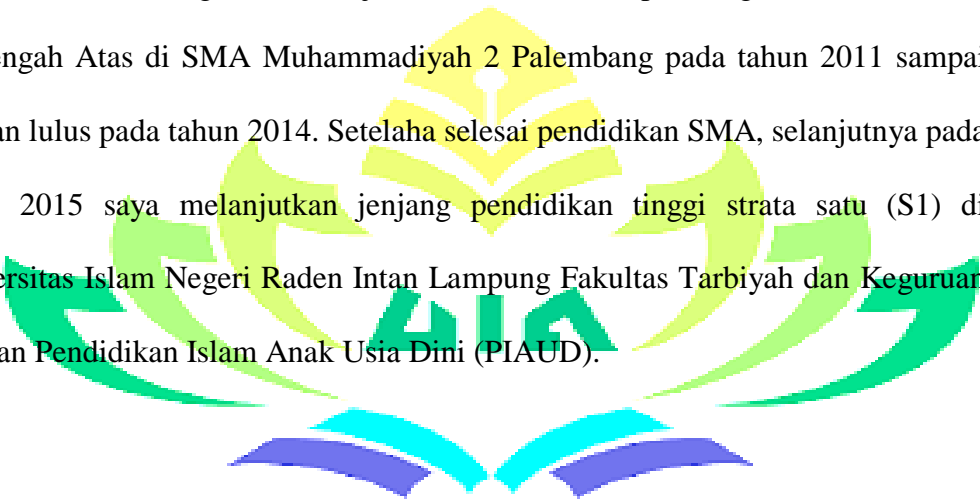 engah Atas di SMA Muhammadiyah 2 Palembang pada tahun 2011 sampai
an lulus pada tahun 2014. Setelaha selesai pendidikan SMA, selanjutnya pada
2015 saya melanjutkan jenjang pendidikan tinggi strata satu (S1) di
ersitas Islam Negeri Raden Intan Lampung Fakultas Tarbiyah dan Keguruan
an Pendidikan Islam Anak Usia Dini (PIAUD).